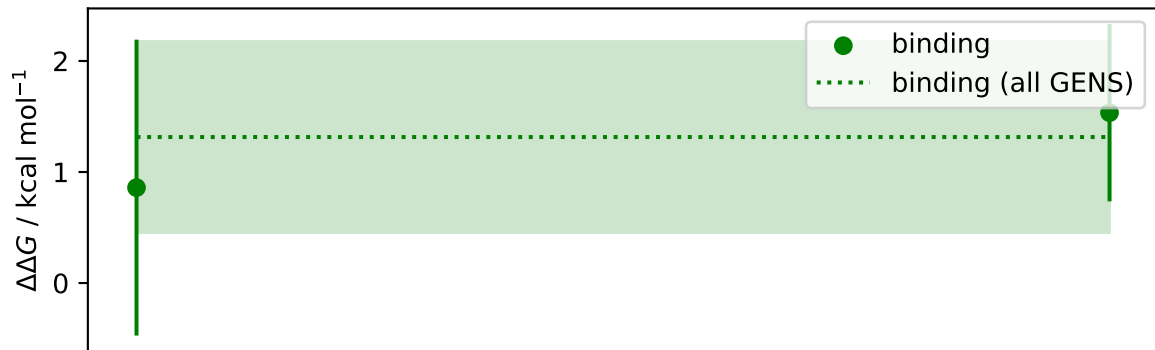 ΔΔG / kcal mol⁻¹
2
1
0
binding
binding (all GENS)